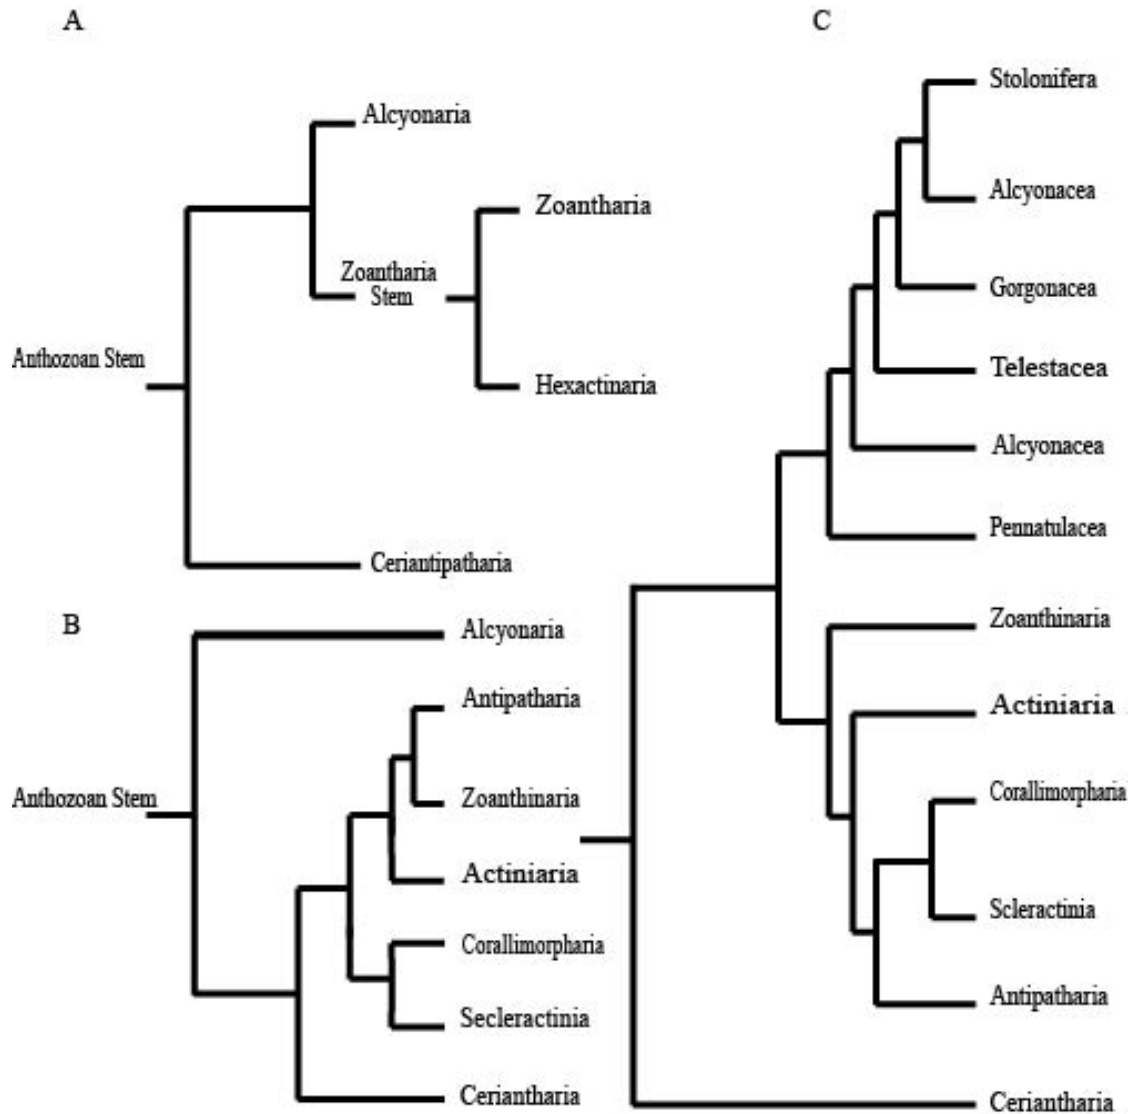 A
Alcyonaria
Zoantharia
Zoantharia
Stem
Anthozoan Stem
Hexactinaria
Ceriantipatharia
B
Alcyonaria
Antipatharia
Anthozoan Stem
Zoanthinaria
Actiniaria
Corallimorpharia
Secleractinia
Ceriantharia
C
Stolonifera
Alcyonacea
Gorgonacea
Telestacea
Alcyonacea
Pennatulacea
Zoanthinaria
Actiniaria
Corallimorpharia
Scleractinia
Antipatharia
Ceriantharia